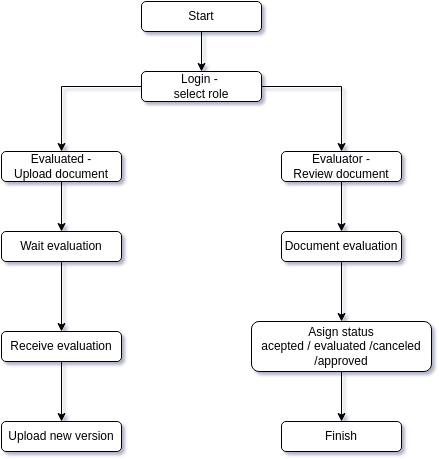 Start
Login -
select role
Evaluated -
Upload document
Evaluator -
Review document
Wait evaluation
Document evaluation
Receive evaluation
Asign status
acepted / evaluated /canceled
/approved
Upload new version
Finish